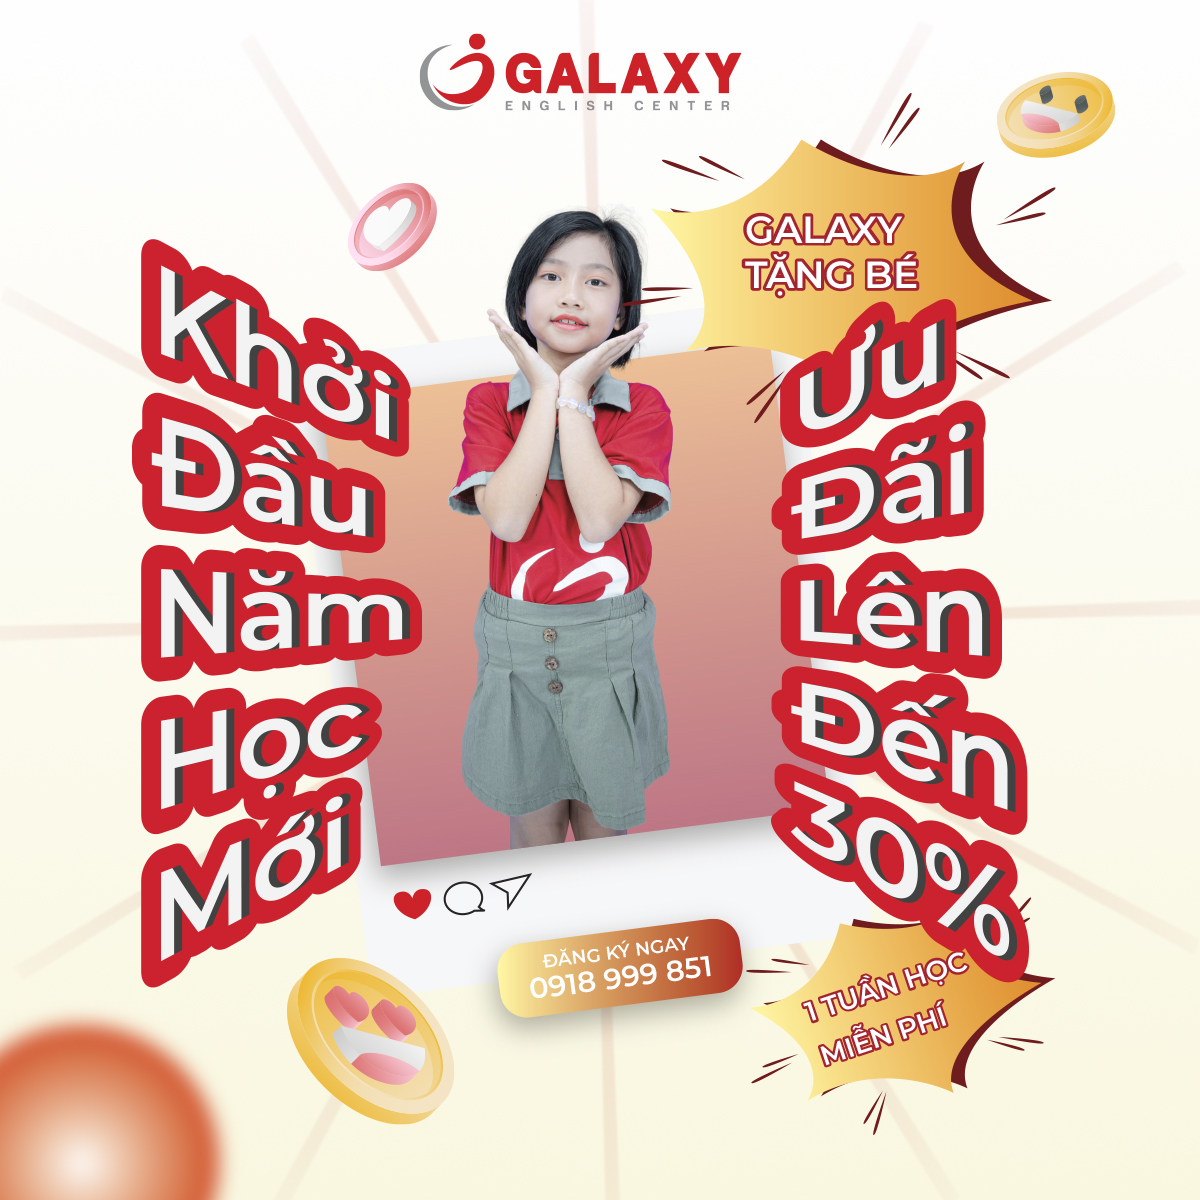 GALAXY
ENGLISH CENTER
Khởi
Đầu
Năm
Học
Mới
GALAXY
TẶNG BÉ
Ưu
Đãi
Lên
Đến
30%
ĐĂNG KÝ NGAY
0918 999 851
1 TUẦN HỌC
MIỄN PHÍ